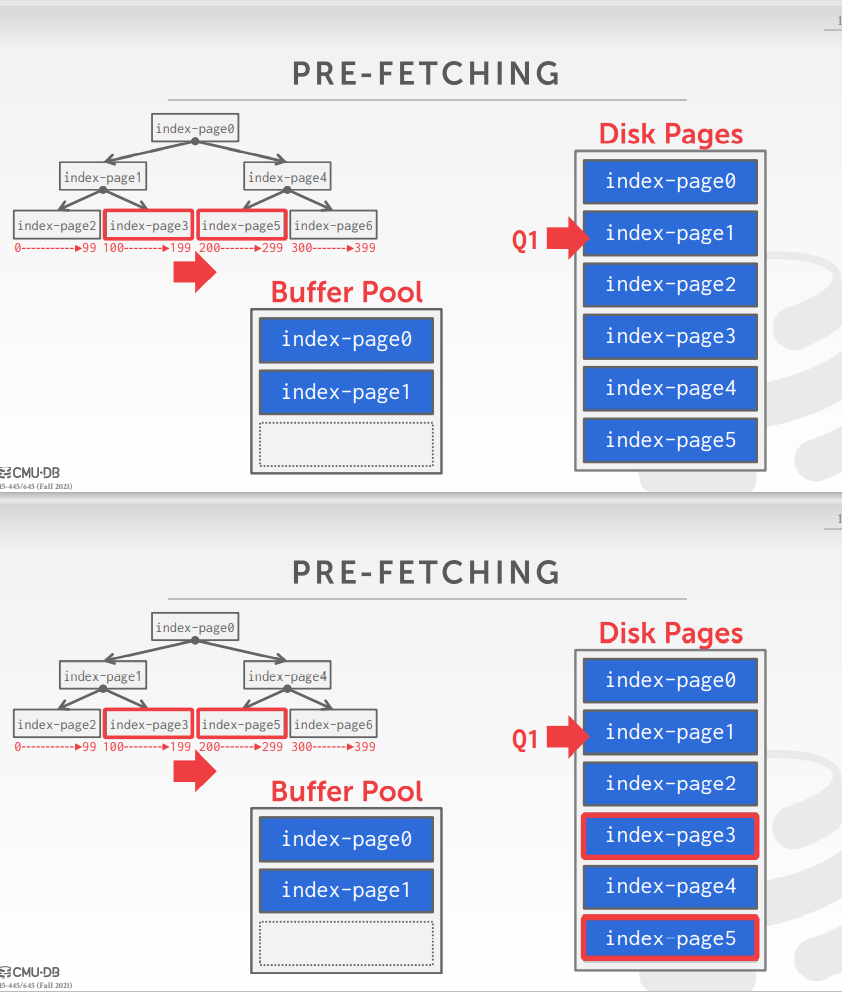 1
PRE-FETCHING
index-page0
index-page1
index-page4
index-page2
index-page3
index-page5
index-page6
0----------►99
100------►199
200------►299
300------►399
Buffer Pool
index-page0
index-page1
Q1
Disk Pages
index-page0
index-page1
index-page2
index-page3
index-page4
index-page5
CMU·DB
15-445/645 (Fall 2021)
1
PRE-FETCHING
index-page0
index-page1
index-page4
index-page2
index-page3
index-page5
index-page6
0----------►99
100------►199
200------►299
300------►399
Buffer Pool
index-page0
index-page1
Q1
Disk Pages
index-page0
index-page1
index-page2
index-page3
index-page4
index-page5
CMU·DB
15-445/645 (Fall 2021)